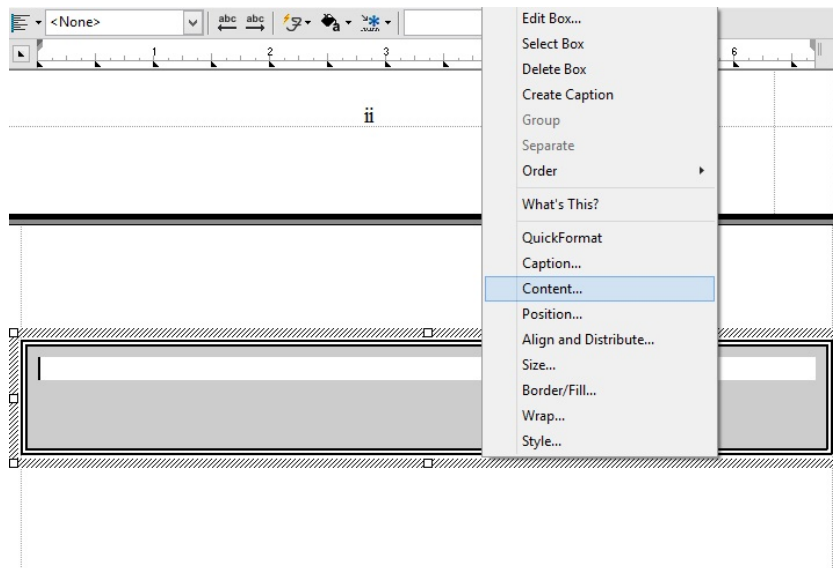 <None>
abc abc
a
1 2 3 6
ii
Edit Box...
Select Box
Delete Box
Create Caption
Group
Separate
Order
What's This?
QuickFormat
Caption...
Content...
Position...
Align and Distribute...
Size...
Border/Fill...
Wrap...
Style...